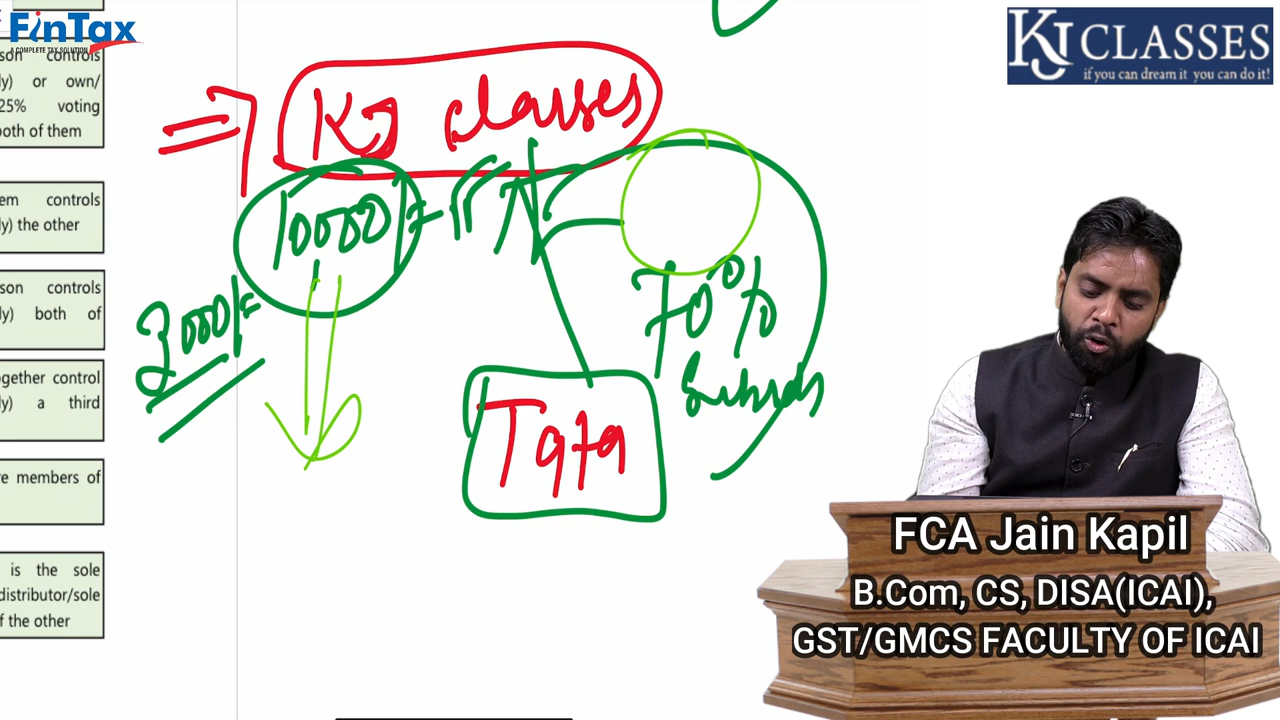 FinTax
A COMPLETE TAX SOLUTION
son controls
ly) or own/
25% voting
both of them
em controls
y) the other
son controls
ly) both of
ogether control
ly) a third
re members of
is the sole
distributor/sole
f the other
KJ classes
10000/-
3000/-
70%
Tata
KJ CLASSES
if you can dream it you can do it!
FCA Jain Kapil
B.Com, CS, DISA(ICAI),
GST/GMCS FACULTY OF ICAI